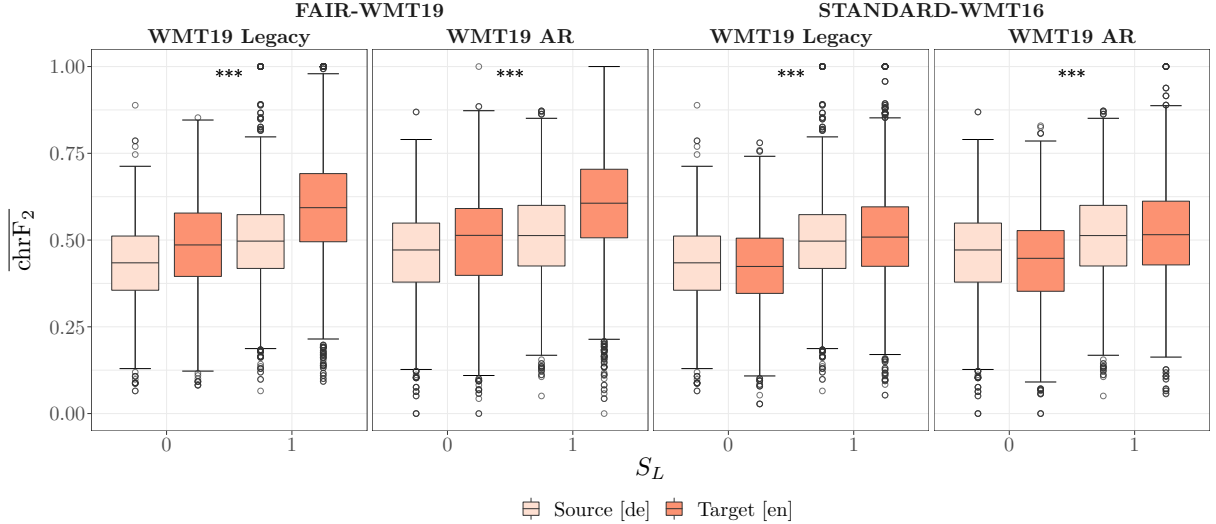 FAIR-WMT19 STANDARD-WMT16
WMT19 Legacy WMT19 AR WMT19 Legacy WMT19 AR
1.00
0.75
0.50
0.25
0.00
*** *** *** ***
chrF2
0 1 0 1 0 1 0 1
S_L
Source [de] Target [en]